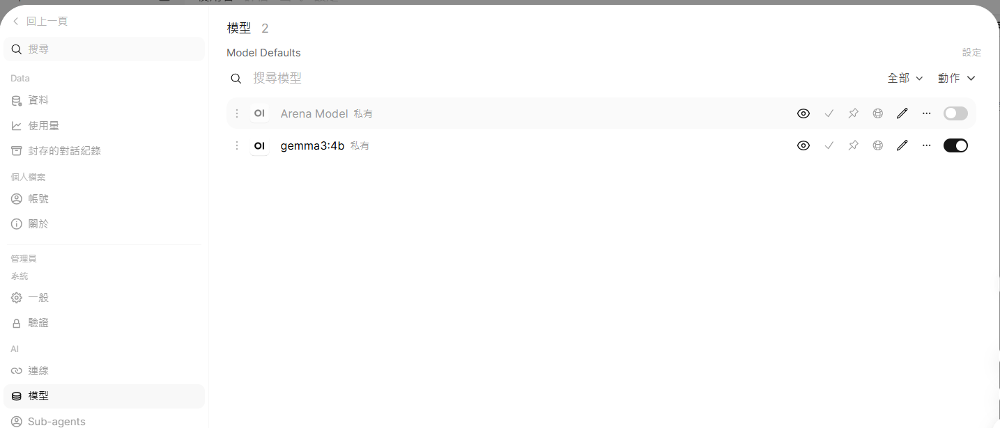 回上一頁
搜尋
Data
資料
使用量
封存的對話紀錄
個人檔案
帳號
關於
管理員
系統
一般
驗證
AI
連線
模型
Sub-agents
模型 2
Model Defaults 設定
搜尋模型 全部 動作
OI Arena Model 私有
OI gemma3:4b 私有